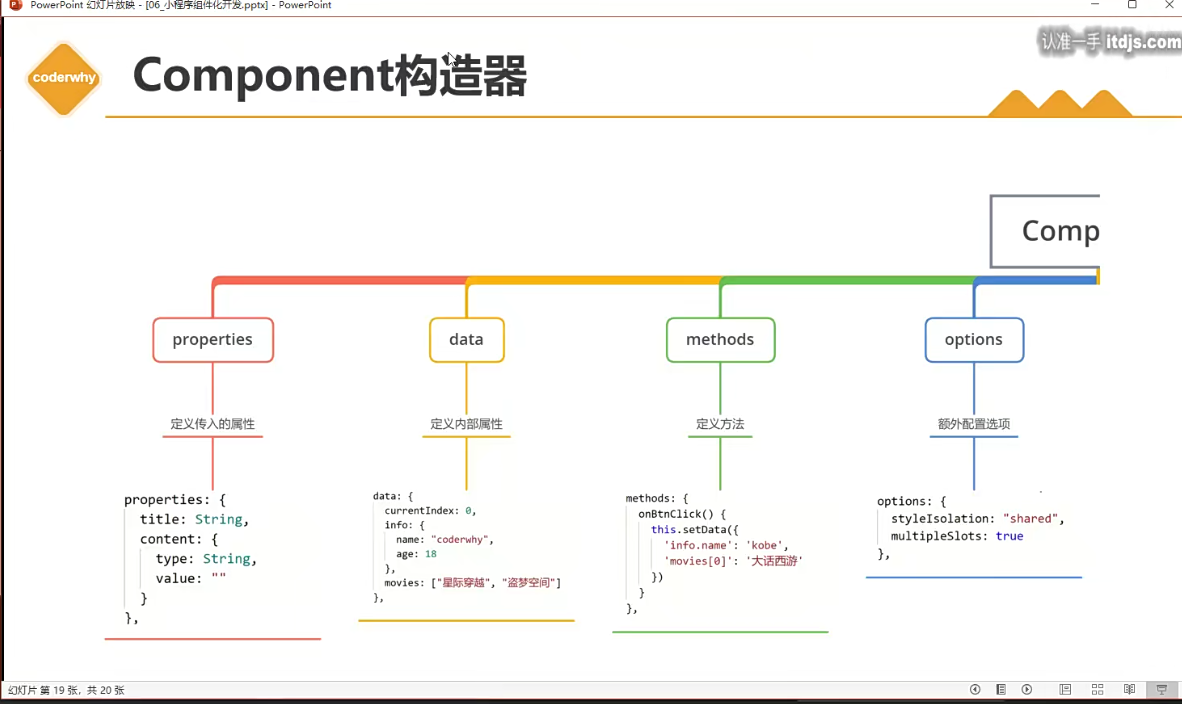 PowerPoint 幻灯片放映 - [06_小程序组件化开发.pptx] - PowerPoint
认准一手 itdjs.com
coderwhy
Component构造器
Comp
properties
data
methods
options
定义传入的属性
定义内部属性
定义方法
额外配置选项
properties: {
title: String,
content: {
type: String,
value: ""
}
},
data: {
currentIndex: 0,
info: {
name: "coderwhy",
age: 18
},
movies: ["星际穿越", "盗梦空间"]
},
methods: {
onBtnClick() {
this.setData({
'info.name': 'kobe',
'movies[0]': '大话西游'
})
}
},
options: {
styleIsolation: "shared",
multipleSlots: true
},
幻灯片 第 19 张，共 20 张